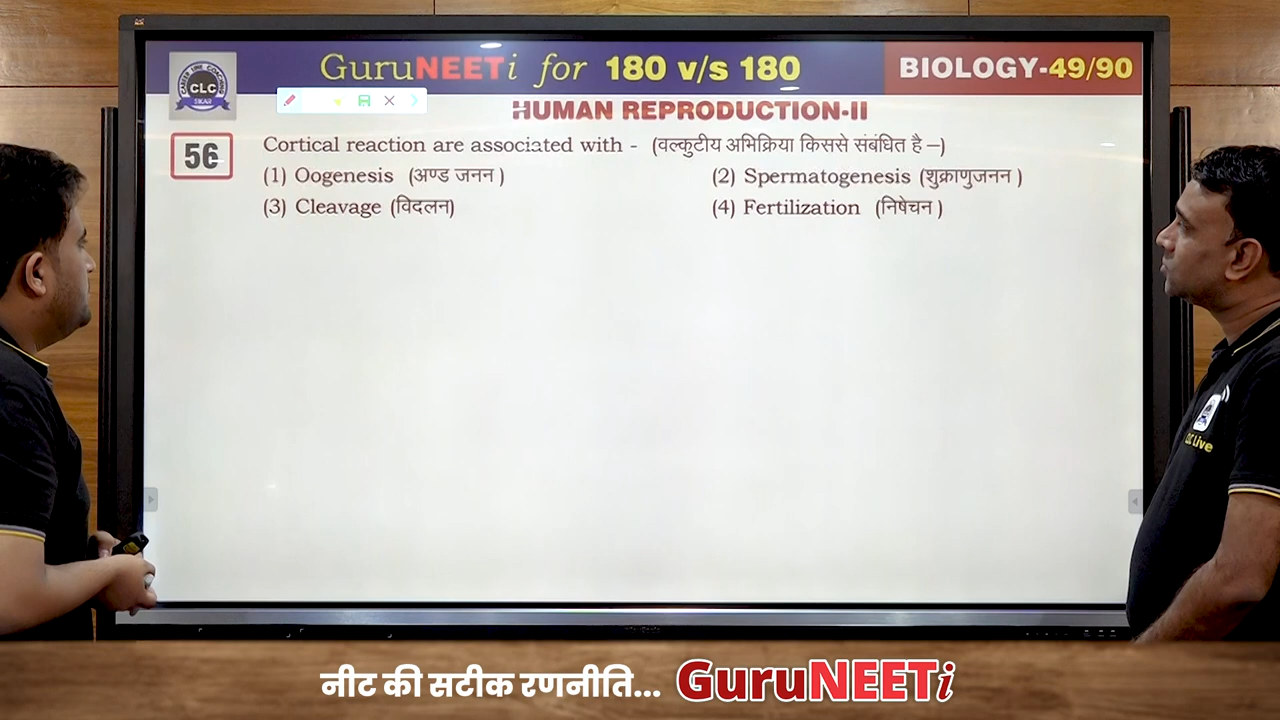 GuruNEETi for 180 v/s 180
BIOLOGY-49/90
CLC
SIKAR
HUMAN REPRODUCTION-II
56
Cortical reaction are associated with - (वल्कुटीय अभिक्रिया किससे संबंधित है –)
(1) Oogenesis (अण्ड जनन )
(2) Spermatogenesis (शुक्राणुजनन )
(3) Cleavage (विदलन)
(4) Fertilization (निषेचन )
Live
नीट की सटीक रणनीति... GuruNEETi